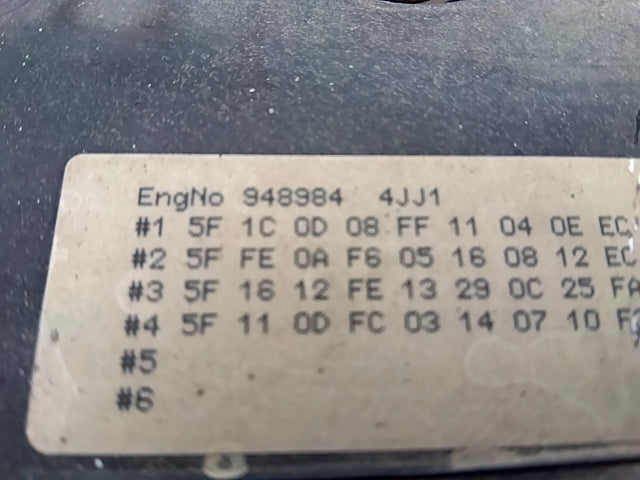 EngNo 948984 4JJ1
#1 5F 1C 0D 08 FF 11 04 0E EC
#2 5F FE 0A F6 05 16 08 12 EC
#3 5F 16 12 FE 13 29 0C 25 FA
#4 5F 11 0D FC 03 14 07 10
#5
#6